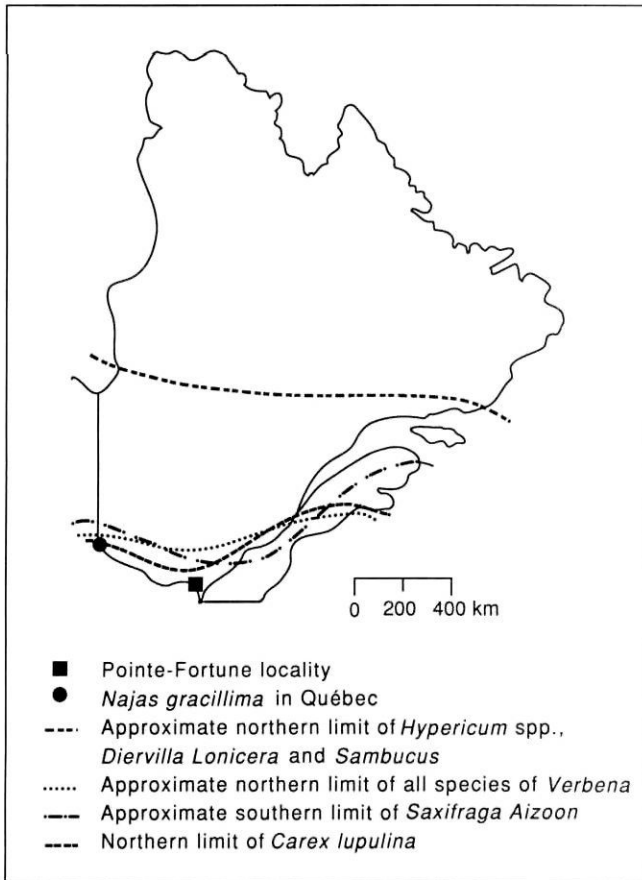 0 200 400 km
Pointe-Fortune locality
Najas gracillima in Québec
Approximate northern limit of Hypericum spp.,
Diervilla Lonicera and Sambucus
Approximate northern limit of all species of Verbena
Approximate southern limit of Saxifraga Aizoon
Northern limit of Carex lupulina